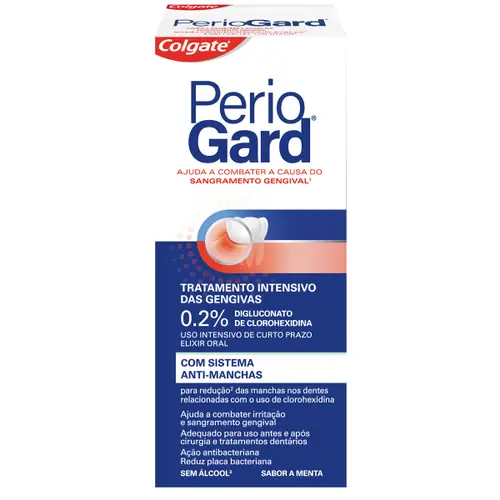 Colgate®
PerioGard®
Colgate®
Perio
Gard®
AJUDA A COMBATER A CAUSA DO
SANGRAMENTO GENGIVAL¹
TRATAMENTO INTENSIVO
DAS GENGIVAS
0.2% DIGLUCONATO
DE CLOROHEXIDINA
USO INTENSIVO DE CURTO PRAZO
ELIXIR ORAL
COM SISTEMA
ANTI-MANCHAS
para redução² das manchas nos dentes
relacionadas com o uso de clorohexidina
Ajuda a combater irritação
e sangramento gengival
Adequado para uso antes e após
cirurgia e tratamentos dentários
Ação antibacteriana
Reduz placa bacteriana
SEM ÁLCOOL³ SABOR A MENTA